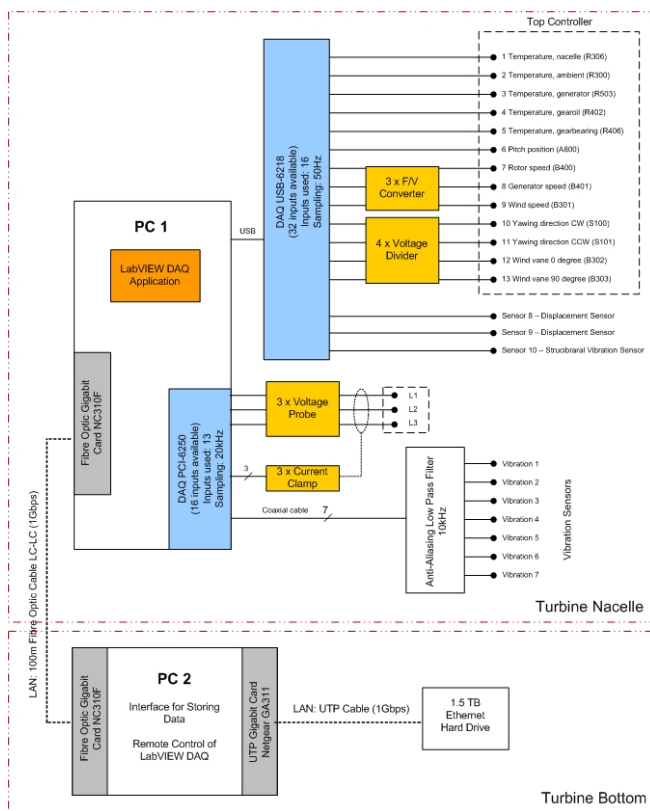 Top Controller
1 Temperature, nacelle (R306)
2 Temperature, ambient (R300)
3 Temperature, generator (R503)
4 Temperature, gearoil (R402)
5 Temperature, gearbearing (R406)
6 Pitch position (A800)
7 Rotor speed (B400)
8 Generator speed (B401)
9 Wind speed (B301)
10 Yawing direction CW (S100)
11 Yawing direction CCW (S101)
12 Wind vane 0 degree (B302)
13 Wind vane 90 degree (B303)
Sensor 8 – Displacement Sensor
Sensor 9 – Displacement Sensor
Sensor 10 – Strucibraral Vibration Sensor
3 x F/V
Converter
4 x Voltage
Divider
DAQ USB-6218
(32 inputs available)
Inputs used: 16
Sampling: 50Hz
USB
PC 1
LabVIEW DAQ
Application
Fibre Optic Gigabit
Card NC310F
DAQ PCI-6250
(16 inputs available)
Inputs used: 13
Sampling: 20kHz
3 x Voltage
Probe
L1
L2
L3
3
3 x Current
Clamp
Coaxial cable
7
Anti-Aliasing Low Pass Filter
10kHz
Vibration 1
Vibration 2
Vibration 3
Vibration 4
Vibration 5
Vibration 6
Vibration 7
Vibration Sensors
Turbine Nacelle
LAN: 100m Fibre Optic Cable LC-LC (1Gbps)
Fibre Optic Gigabit
Card NC310F
PC 2
Interface for Storing
Data
Remote Control of
LabVIEW DAQ
UTP Gigabit Card
Netgear GA311
LAN: UTP Cable (1Gbps)
1.5 TB
Ethernet
Hard Drive
Turbine Bottom